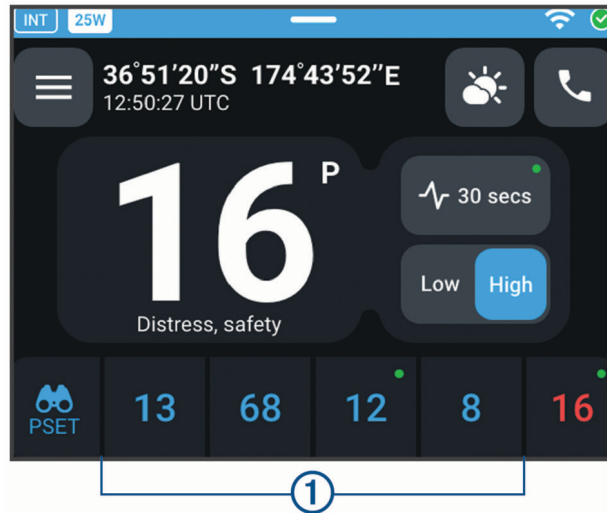 INT 25W
36°51'20"S 174°43'52"E
12:50:27 UTC
16 P
30 secs
Low High
Distress, safety
PSET 13 68 12 8 16
1